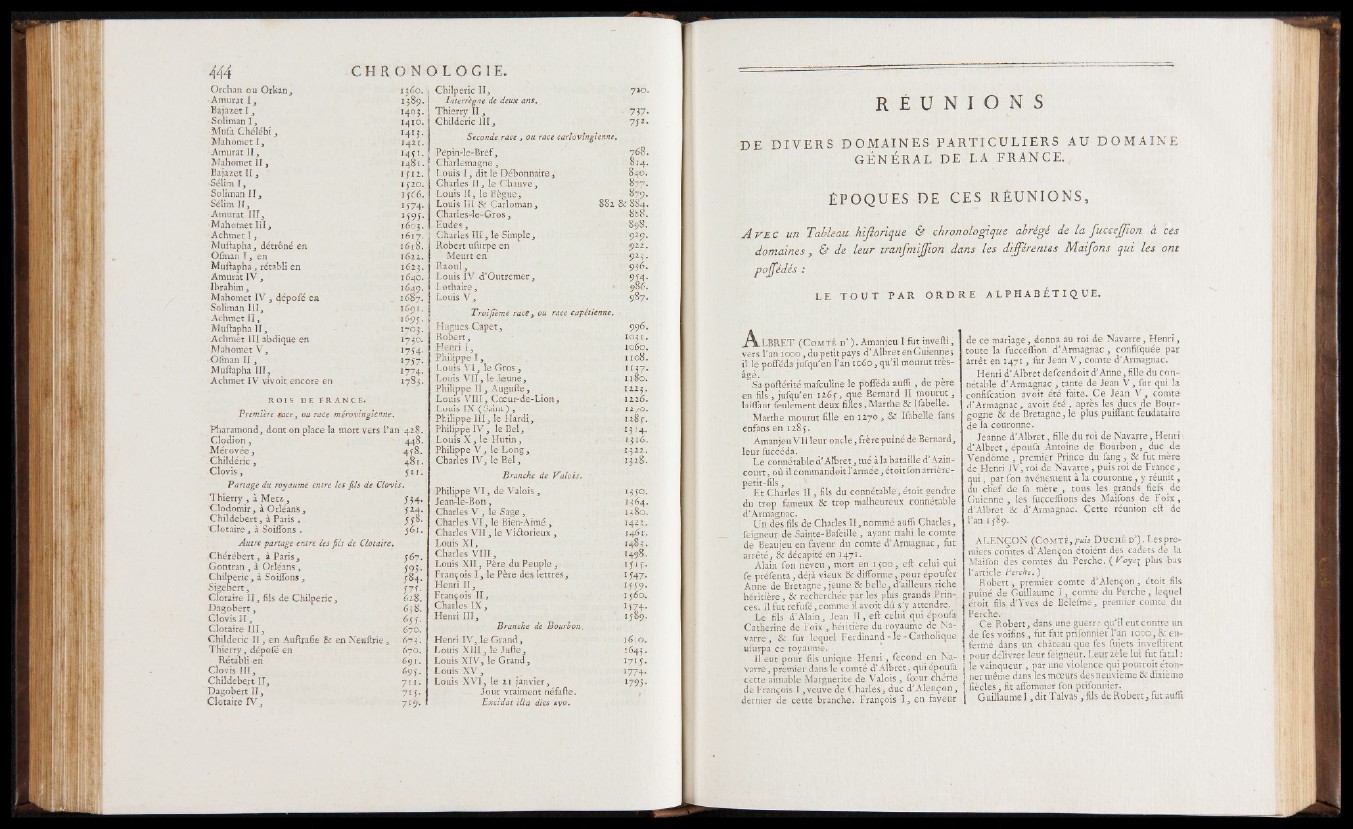 444 CHRONOLOGIE.
Orchan ou Orkan, 1360.
Amurat I, 1389.
Bajazet I, 1403.
Soliman I, 1410.
Mufa Chélébi, 1413.
Mahomet I, 1421.
Amurat II, 1451.
Mahomet II, 1481.
Bajazet II, 1512.
Sélim I, 1520.
Soliman II, 1566.
Sélim II, 1574.
Amurat III, 1595.
Mahomet III, 1603.
Achmet I, 1617.
Muſtapha, détrôné en 1618.
Oſman I, en 1622.
Muſtapha, rétabli en 1623.
Amurat IV, 1640.
Ibrahim, 1649.
Mahomet IV, dépoſé en 1687.
Soliman III, 1691.
Achmet II, 1695.
Muſtapha II, 1703.
Achmet III abdique en 1730.
Mahomet V, 1754.
Oſman II, 1757.
Muſtapha III, 1774.
Achmet IV vivoit encore en 1783.
ROIS DE FRANCE.
Première race, ou race mérovingienne.
Pharamond, dont on place la mort vers l'an 428.
Clodion, 448.
Mérovée, 458.
Childéric, 481.
Clovis, 511.
Partage du royaume entre les fils de Clovis.
Thierry, à Metz, 534.
Clodomir, à Orléans, 524.
Childebert, à Paris, 558.
Clotaire, à Soiſſons, 561.
Autre partage entre les fils de Clotaire.
Chérébert, à Paris, 567.
Gontran, à Orléans, 593.
Chilperic, à Soiſſons, 584.
Sigebert, 575.
Clotaire II, fils de Chilperic, 628.
Dagobert, 638.
Clovis II, 655.
Clotaire III, 670.
Childeric II, en Auſtraſie & en Neuſtrie, 673.
Thierry, dépoſé en 670.
Rétabli en 691.
Clovis III, 695.
Childebert II, 711.
Dagobert II, 715.
Clotaire IV, 719.
Chilperic II, 720.
Interrègne de deux ans.
Thierry II, 737.
Childeric III, 752.
Seconde race, ou race carlovingienne.
Pepin-le-Bref, 768.
Charlemagne, 814.
Louis I, dit le Débonnaire, 840.
Charles II, le Chauve, 877.
Louis II, le Bègue, 879.
Louis III & Carloman, 882 & 884.
Charles-le-Gros, 888.
Eudes, 898.
Charles III, le Simple, 929.
Robert uſurpe en 922.
Meurt en 923.
Raoul, 936.
Louis IV d'Outremer, 954.
Lothaire, 986.
Louis V, 987.
Troiſième race, ou race capétienne.
Hugues Capet, 996.
Robert, 1031.
Henri I, 1060.
Philippe I, 1108.
Louis VI, le Gros, 1137.
Louis VII, le Jeune, 1180.
Philippe II, Auguſte, 1223.
Louis VIII, Cœur-de-Lion, 1226.
Louis IX (Saint), 1270.
Philippe III, le Hardi, 1285.
Philippe IV, le Bel, 1314.
Louis X, le Hutin, 1316.
Philippe V, le Long, 1322.
Charles IV, le Bel, 1328.
Branche de Valois.
Philippe VI, de Valois, 1350.
Jean-le-Bon, 1364.
Charles V, le Sage, 1380.
Charles VI, le Bien-Aimé, 1422.
Charles VII, le Victorieux, 1461.
Louis XI, 1483.
Charles VIII, 1498.
Louis XII, Père du Peuple, 1515.
François I, le Père des lettres, 1547.
Henri II, 1559.
François II, 1560.
Charles IX, 1574.
Henri III, 1589.
Branche de Bourbon.
Henri IV, le Grand, 1610.
Louis XIII, le Juſte, 1643.
Louis XIV, le Grand, 1715.
Louis XV, 1774.
Louis XVI, le 21 janvier, 1793.
Jour vraiment néfaſte.
Excidat illa dies ævo.
RÉUNIONS
DE DIVERS DOMAINES PARTICULIERS AU DOMAINE
GÉNÉRAL DE LA FRANCE.
ÉPOQUES DE CES RÉUNIONS,
AVEC un Tableau hiſtorique & chronologique abrégé de la ſucceſſion à ces
domaines, & de leur tranſmiſſion dans les différentes Maiſons qui les ont
poſſédés :
LE TOUT PAR ORDRE ALPHABÉTIQUE.
ALBRET (COMTÉ D'). Amanjeu I fut inveſti,
vers l'an 1000, du petit pays d'Albret en Guienne;
il le poſſéda juſqu'en l'an 1060, qu'il mourut très-
âgé.
Sa poſtérité maſculine le poſſéda auſſi, de père
en fils, juſqu'en 1265, que Bernard II mourut,
laiſſant ſeulement deux filles, Marthe & Iſabelle.
Marthe mourut fille en 1270, & Iſabelle ſans
enfans en 1285.
Amanjeu VII leur oncle, frère puîné de Bernard,
leur ſuccéda.
Le connétable d'Albret, tué à la bataille d'Azin-
court, où il commandoit l'armée, étoit ſon arrière-
petit-fils,
Et Charles II, fils du connétable, étoit gendre
du trop fameux & trop malheureux connétable
d'Armagnac.
Un des fils de Charles II, nommé auſſi Charles,
ſeigneur de Sainte-Baſeille, ayant trahi le comte
de Beaujeu en faveur du comte d'Armagnac, fut
arrêté, & décapité en 1471.
Alain ſon neveu, mort en 1500, eſt celui qui
ſe préſenta, déjà vieux & difforme, pour épouſer
Anne de Bretagne, jeune & belle, d'ailleurs riche
héritière, & recherchée par les plus grands Prin-
ces. Il fut refuſé, comme il avoit dû s'y attendre.
Le fils d'Alain, Jean II, eſt celui qui épouſa
Catherine de Foix, héritière du royaume de Na-
varre, & ſur lequel Ferdinand-le-Catholique
uſurpa ce royaume.
Il eut pour fils unique Henri, ſecond en Na-
varre, premier dans le comté d'Albret, qui épouſa
cette aimable Marguerite de Valois, ſœur chérie
de François I, veuve de Charles, duc d'Alençon,
dernier de cette branche. François I, en faveur
de ce mariage, donna au roi de Navarre, Henri,
toute la ſucceſſion d'Armagnac, confiſquée par
arrêt en 1471, ſur Jean V, comte d'Armagnac.
Henri d'Albret deſcendoit d'Anne, fille du con-
nétable d'Armagnac, tante de Jean V, ſur qui la
confiſcation avoit été faite. Ce Jean V, comte
d'Armagnac, avoit été, après les ducs de Bour-
gogne & de Bretagne, le plus puiſſant feudataire
de la couronne.
Jeanne d'Albret, fille du roi de Navarre, Henri
d'Albret, épouſa Antoine de Bourbon, duc de
Vendôme, premier Prince du ſang, & fut mère
de Henri IV, roi de Navarre, puis roi de France,
qui, par ſon avénement à la couronne, y réunit,
du chef de ſa mère, tous les grands fiefs de
Guienne, les ſucceſſions des Maiſons de Foix,
d'Albret & d'Armagnac. Cette réunion eſt de
l'an 1589.
ALENÇON (COMTÉ, puis DUCHÉ D'). Les pre-
miers comtes d'Alençon étoient des cadets de la
Maiſon des comtes du Perche. (Voyez plus bas
l'article Perche.)
Robert, premier comte d'Alençon, étoit fils
puîné de Guillaume I, comte du Perche, lequel
étoit fils d'Yves de Beleſme, premier comte du
Perche.
Ce Robert, dans une guerre qu'il eut contre un
de ſes voiſins, fut fait priſonnier l'an 1000, & en-
fermé dans un château que ſes ſujets inveſtirent
pour délivrer leur ſeigneur. Leur zèle lui fut fatal :
le vainqueur, par une violence qui pourroit éton-
ner même dans les mœurs des neuvième & dixième
ſiècles, fit aſſommer ſon priſonnier.
Guillaume I, dit Talvas, fils de Robert, fut auſſi